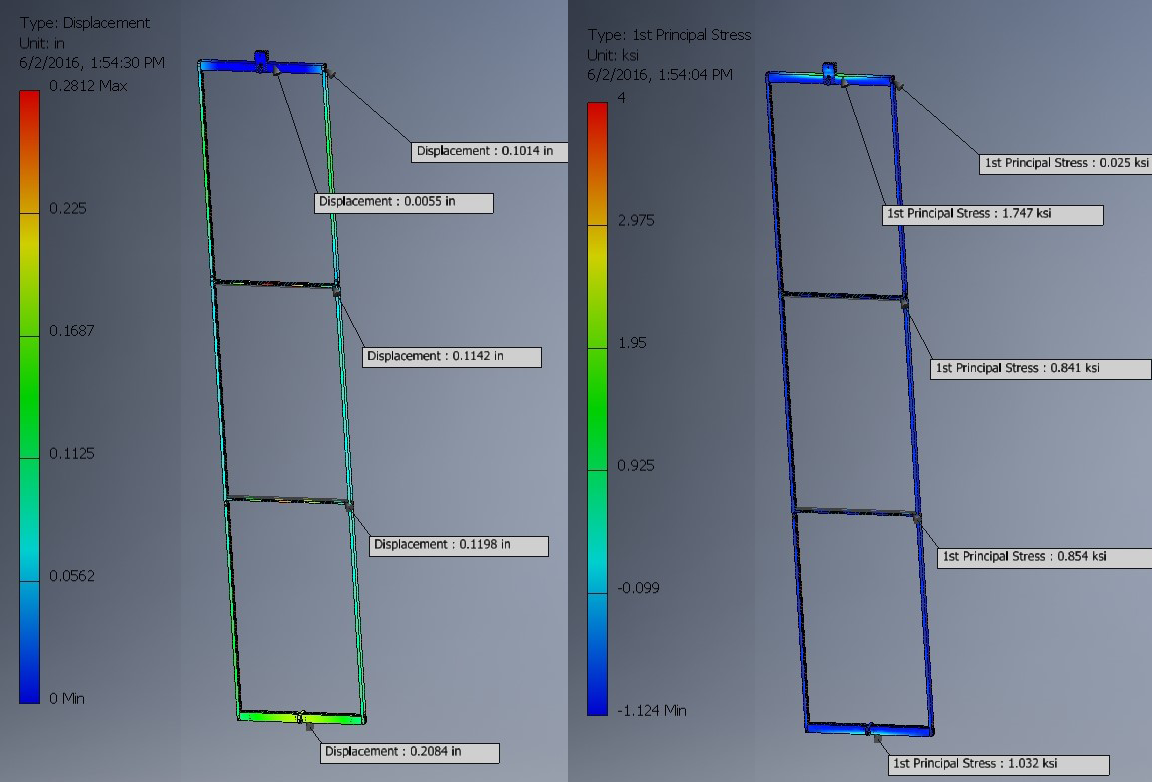 Type: Displacement
Unit: in
6/2/2016, 1:54:30 PM
0.2812 Max
0.225
0.1687
0.1125
0.0562
0 Min
Displacement : 0.1014 in
Displacement : 0.0055 in
Displacement : 0.1142 in
Displacement : 0.1198 in
Displacement : 0.2084 in
Type: 1st Principal Stress
Unit: ksi
6/2/2016, 1:54:04 PM
4
2.975
1.95
0.925
-0.099
-1.124 Min
1st Principal Stress : 0.025 ksi
1st Principal Stress : 1.747 ksi
1st Principal Stress : 0.841 ksi
1st Principal Stress : 0.854 ksi
1st Principal Stress : 1.032 ksi